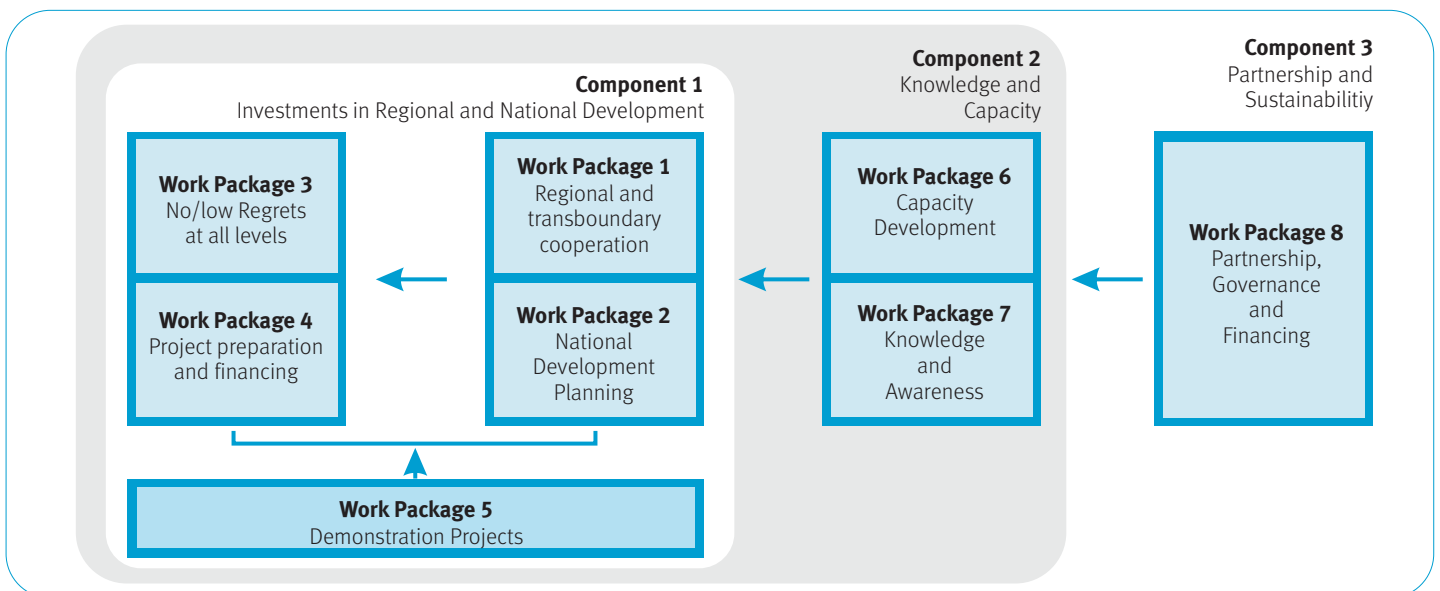 Component 1
Investments in Regional and National Development
Work Package 3
No/low Regrets
at all levels
Work Package 4
Project preparation
and financing
Work Package 1
Regional and
transboundary
cooperation
Work Package 2
National
Development
Planning
Work Package 5
Demonstration Projects
Component 2
Knowledge and
Capacity
Work Package 6
Capacity
Development
Work Package 7
Knowledge
and
Awareness
Component 3
Partnership and
Sustainabilitiy
Work Package 8
Partnership,
Governance
and
Financing